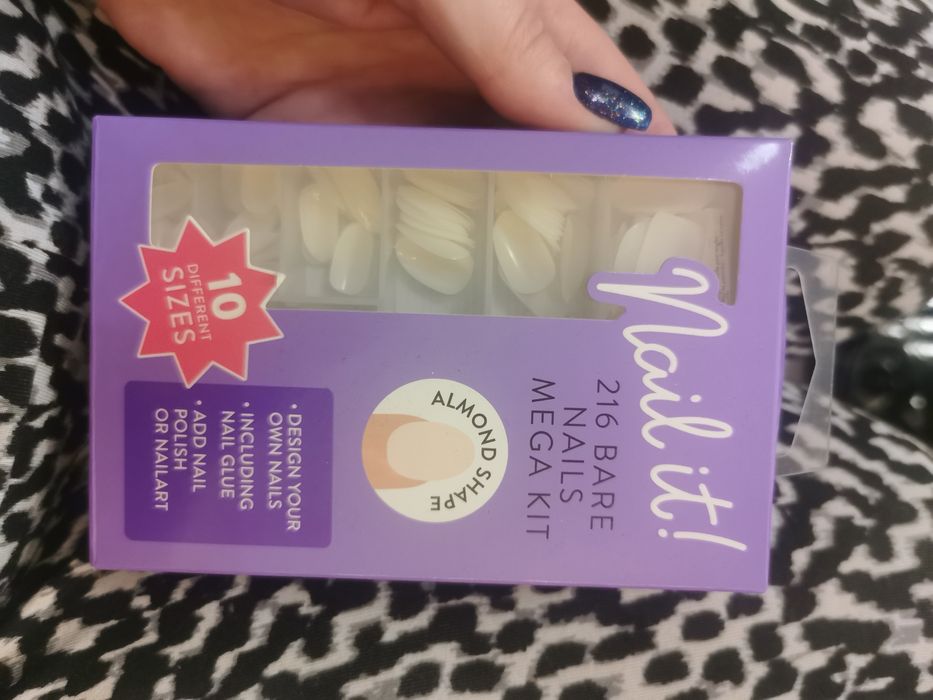 Nail it!
216 BARE
NAILS
MEGA KIT
ALMOND SHAPE
10
DIFFERENT
SIZES
• DESIGN YOUR
OWN NAILS
• INCLUDING
NAIL GLUE
• ADD NAIL
POLISH
OR NAILART